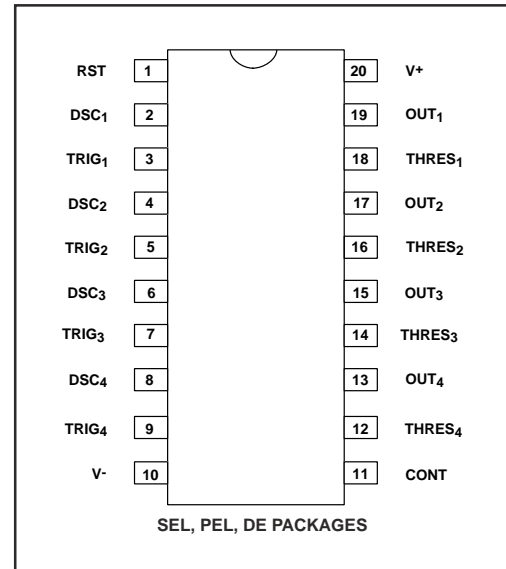 RST 1 20 V+
DSC1 2 19 OUT1
TRIG1 3 18 THRES1
DSC2 4 17 OUT2
TRIG2 5 16 THRES2
DSC3 6 15 OUT3
TRIG3 7 14 THRES3
DSC4 8 13 OUT4
TRIG4 9 12 THRES4
V- 10 11 CONT
SEL, PEL, DE PACKAGES